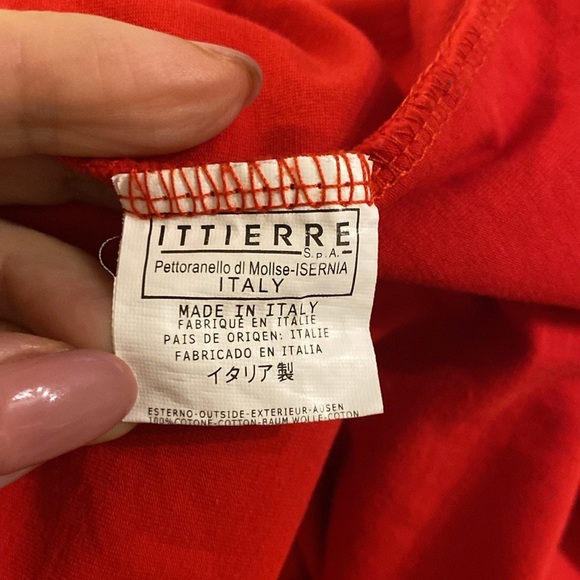 ITTIERRE
S.p.A.
Pettoranello di Molise-ISERNIA
ITALY
MADE IN ITALY
FABRIQUÉ EN ITALIE
PAIS DE ORIQEN: ITALIE
FABRICADO EN ITALIA
イタリア製
ESTERNO-OUTSIDE-EXTERIEUR-AUSEN
100% COTONE-COTTON-BAUM WOLLE-COTON